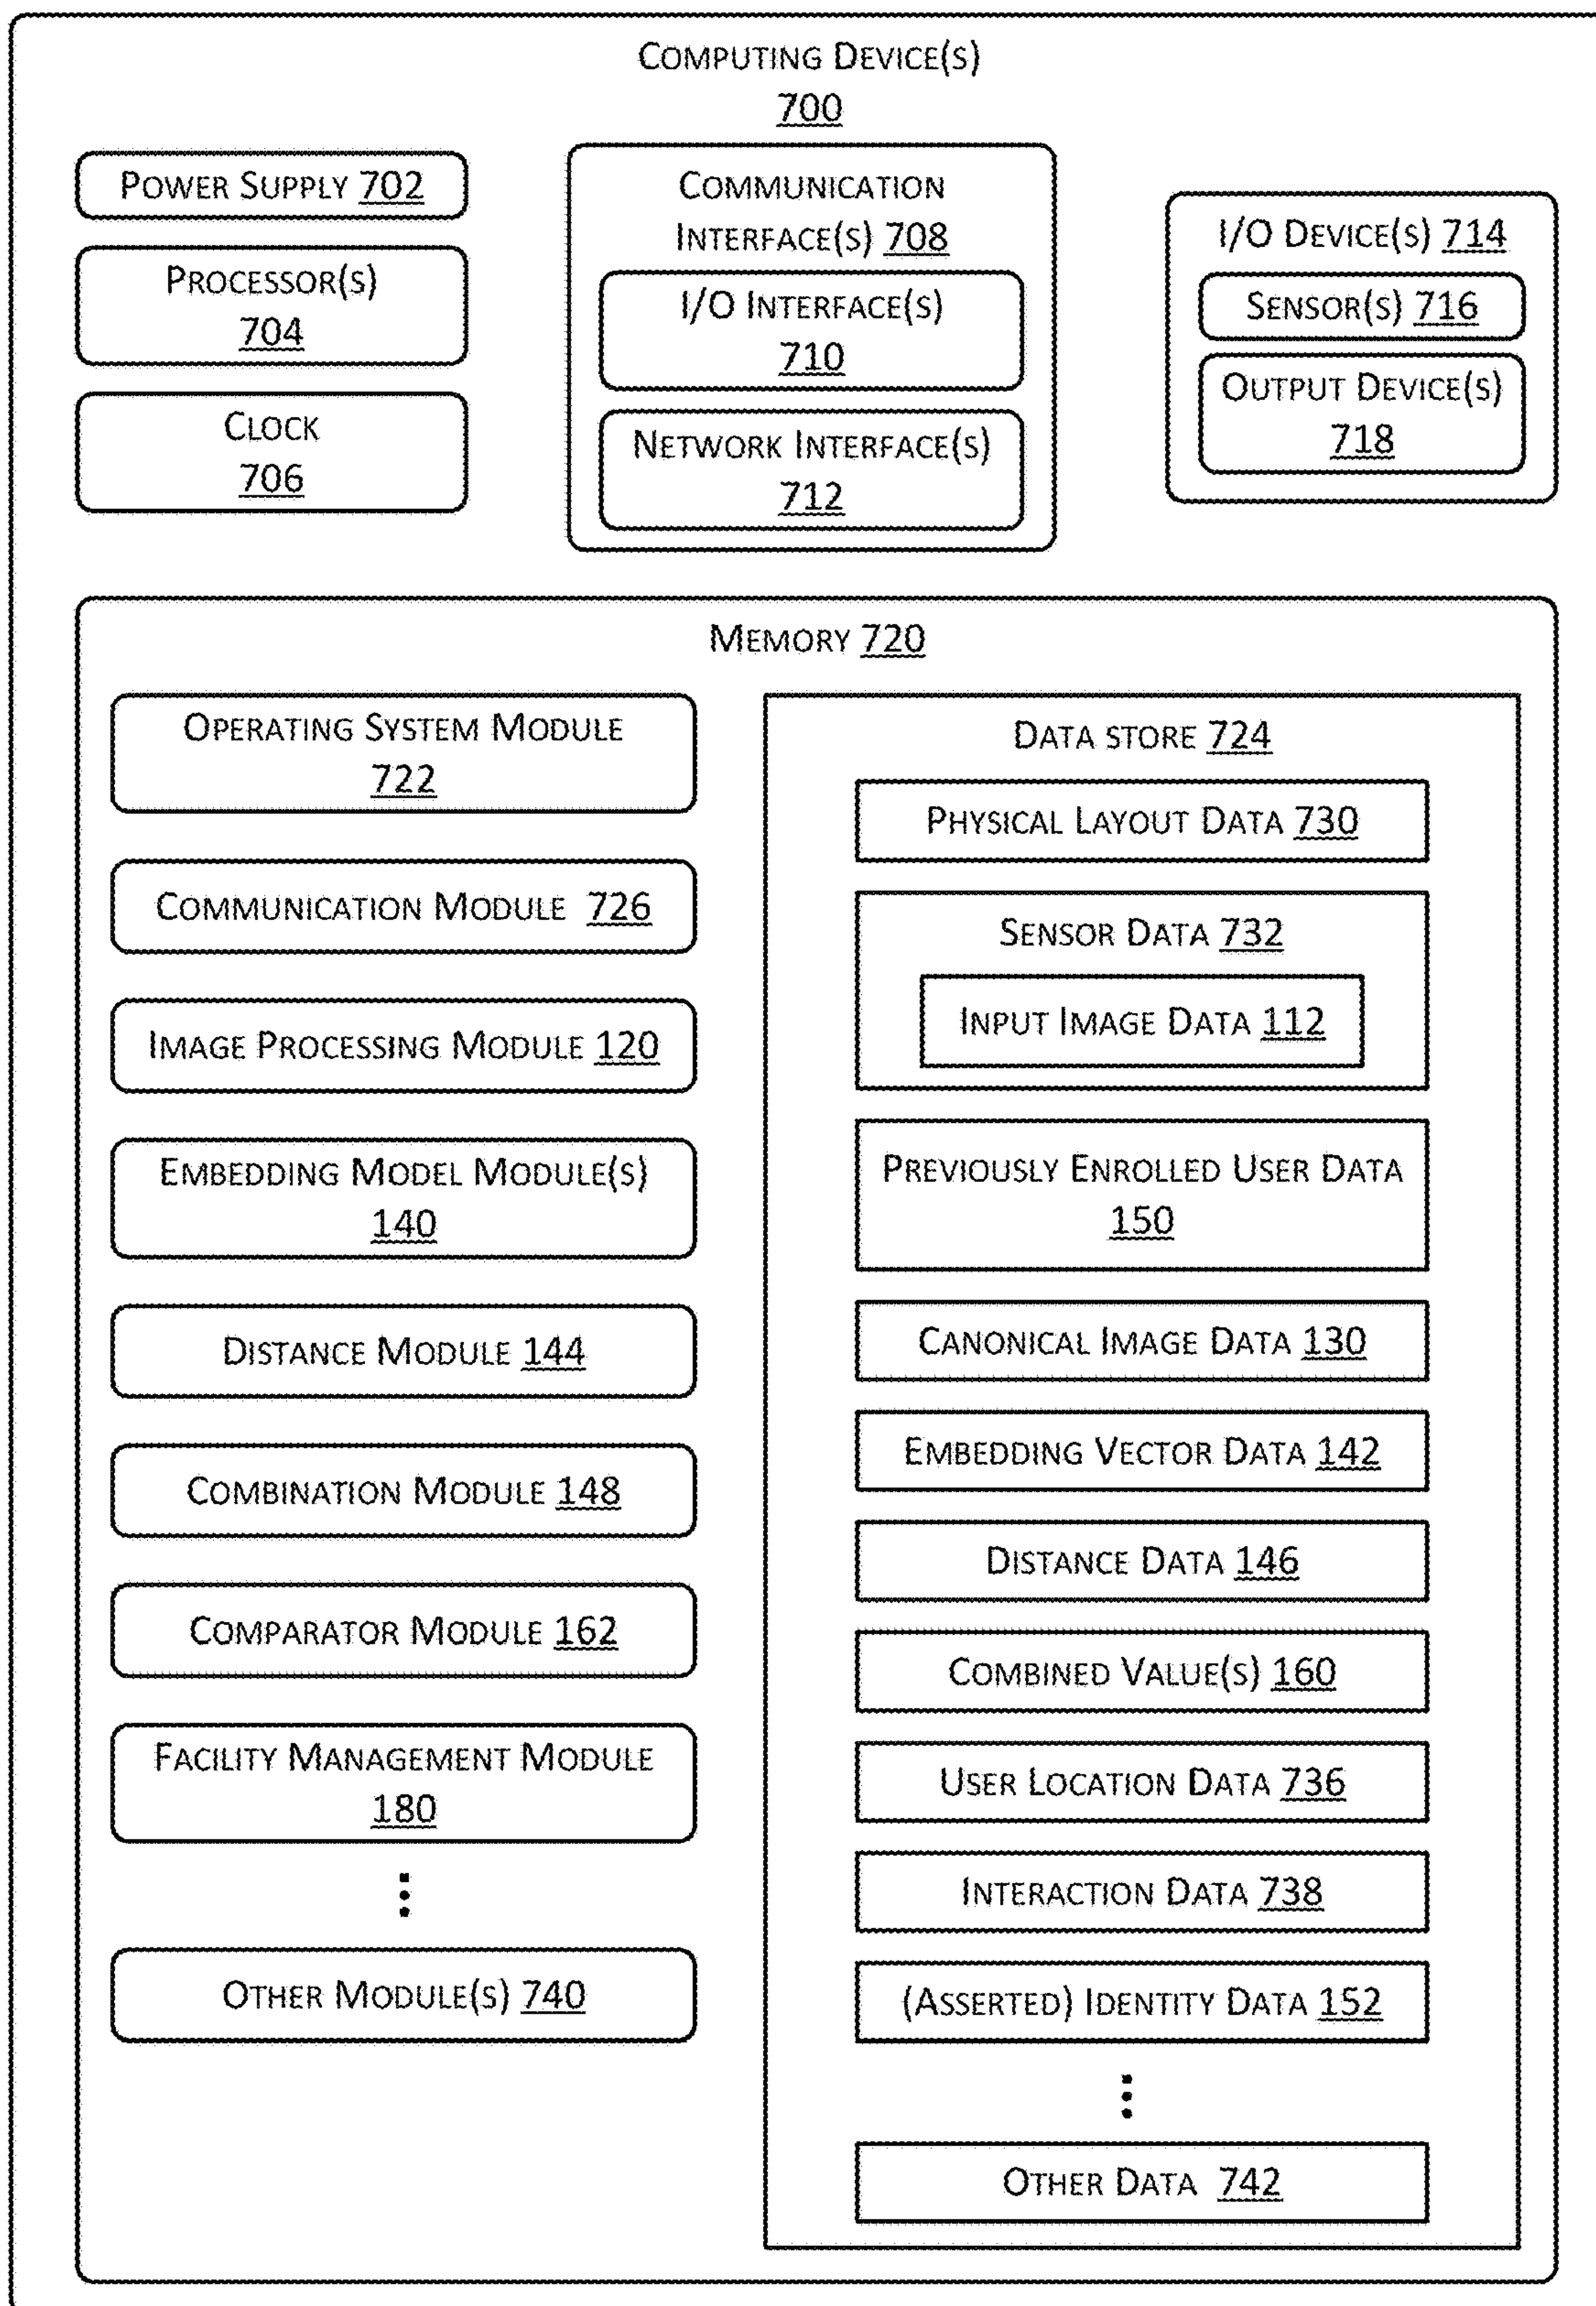 Computing Device(s)
700
Power Supply 702
Processor(s)
704
Clock
706
Communication
Interface(s) 708
I/O Interface(s)
710
Network Interface(s)
712
I/O Device(s) 714
Sensor(s) 716
Output Device(s)
718
Memory 720
Operating System Module
722
Communication Module 726
Image Processing Module 120
Embedding Model Module(s)
140
Distance Module 144
Combination Module 148
Comparator Module 162
Facility Management Module
180
Other Module(s) 740
Data store 724
Physical Layout Data 730
Sensor Data 732
Input Image Data 112
Previously Enrolled User Data
150
Canonical Image Data 130
Embedding Vector Data 142
Distance Data 146
Combined Value(s) 160
User Location Data 736
Interaction Data 738
(Asserted) Identity Data 152
Other Data 742